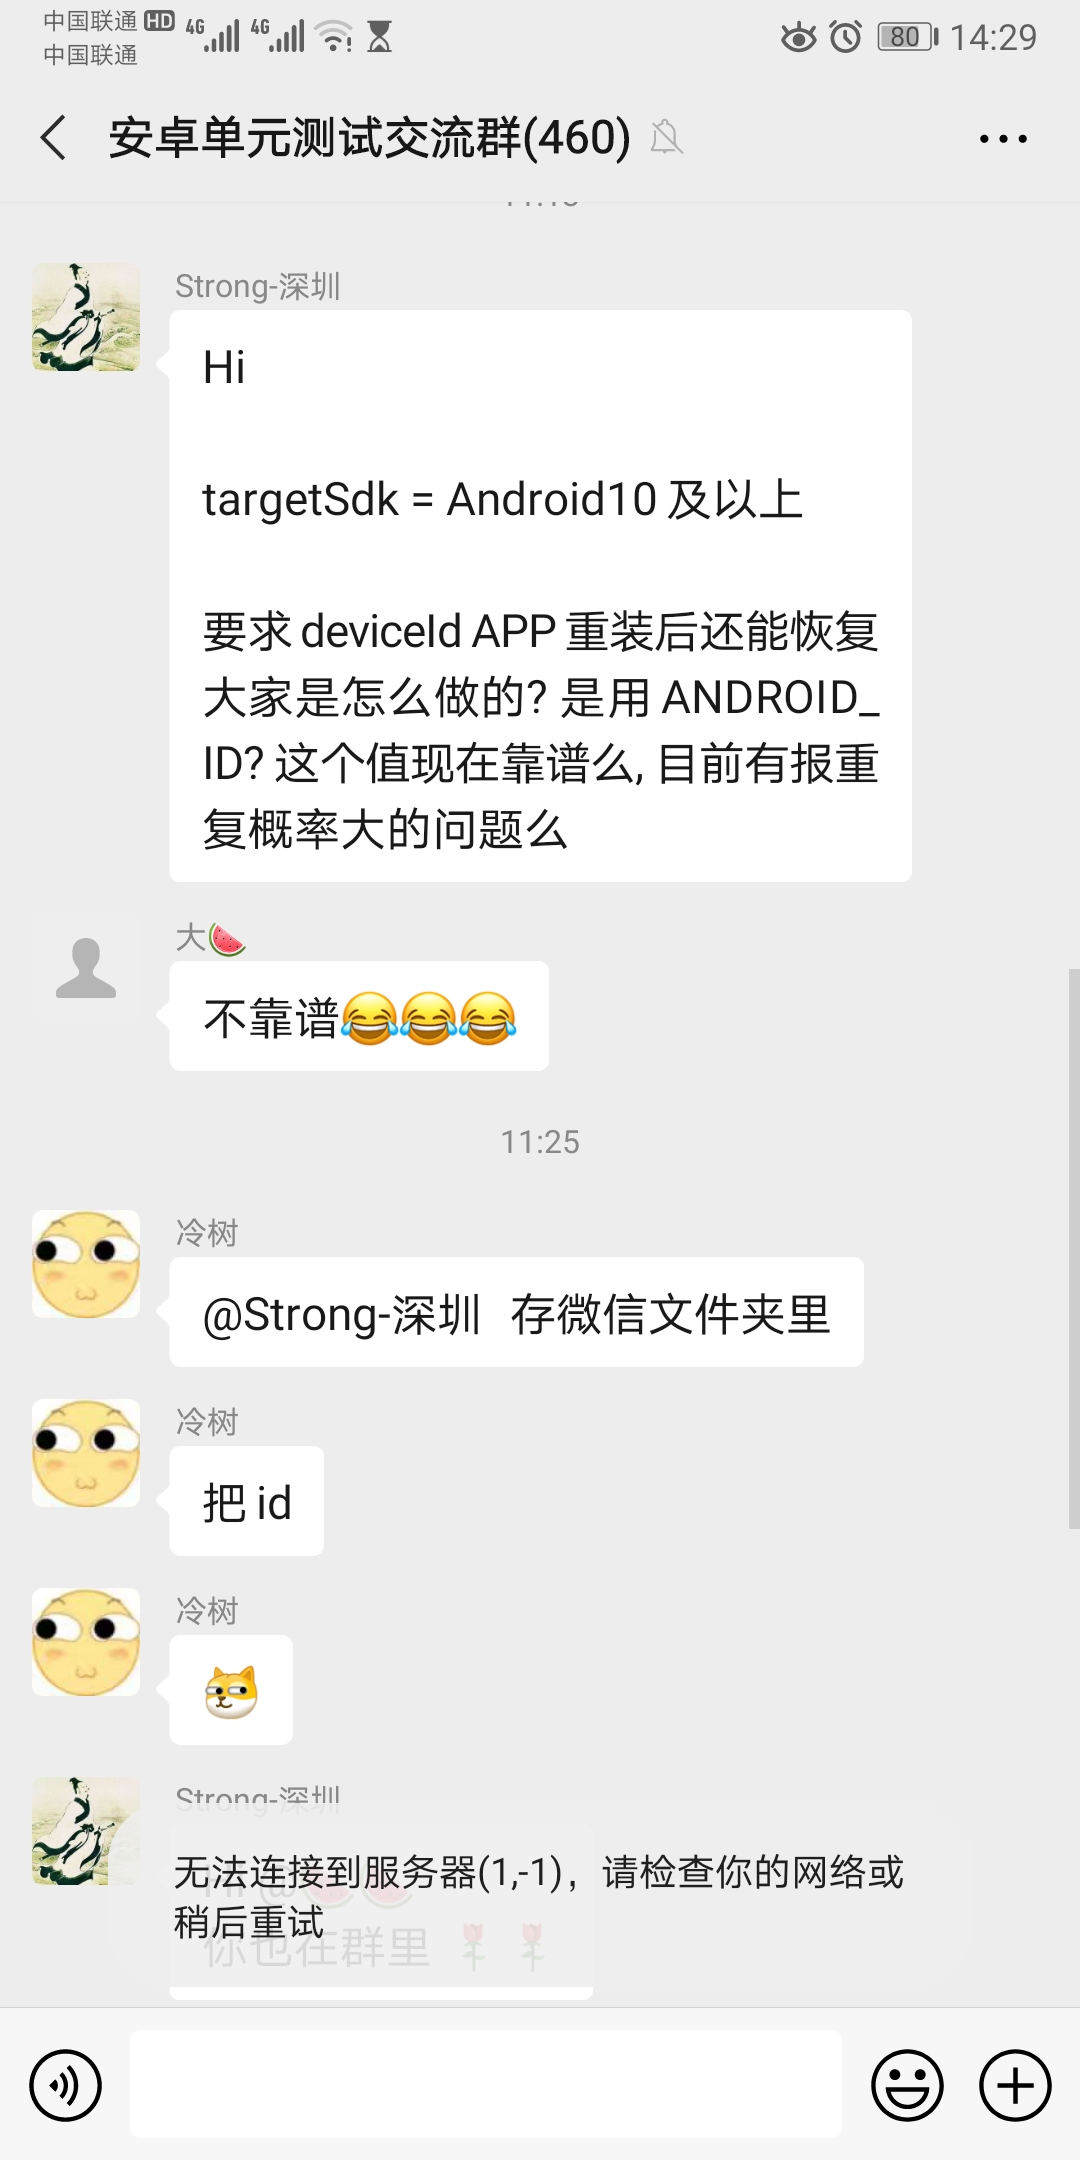 中国联通 HD 4G 4G 80 14:29
中国联通
安卓单元测试交流群(460)
Strong-深圳
Hi
targetSdk = Android10 及以上
要求 deviceId APP 重装后还能恢复
大家是怎么做的? 是用 ANDROID_
ID? 这个值现在靠谱么, 目前有报重
复概率大的问题么
大🍉
不靠谱😂😂😂
11:25
冷树
@Strong-深圳 存微信文件夹里
冷树
把 id
冷树
Strong-深圳
Hi @🍉🍉
你也在群里 🌹 🌹
无法连接到服务器(1,-1)，请检查你的网络或
稍后重试